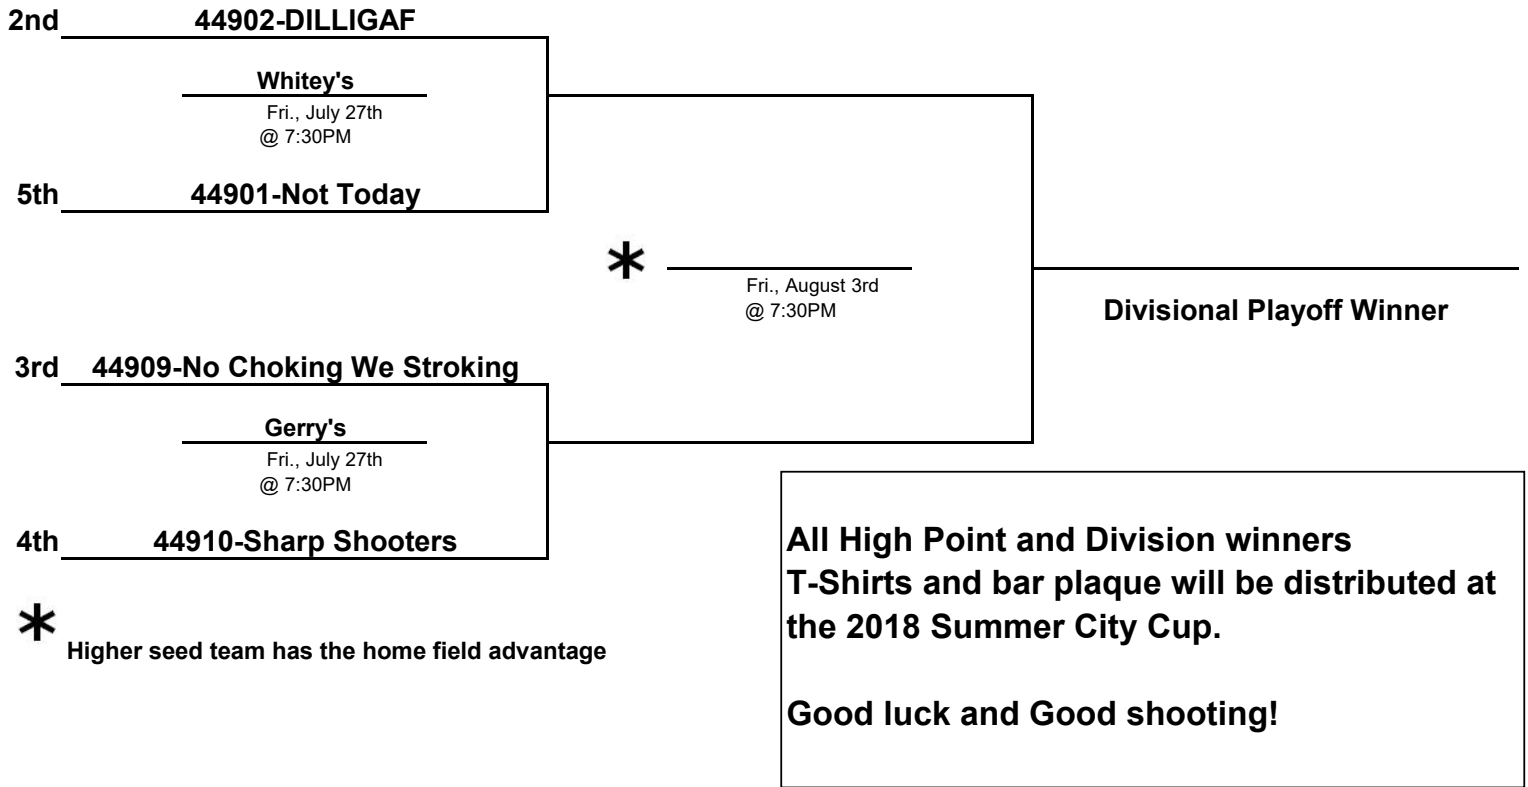 2nd 44902-DILLIGAF
Whitey's
Fri., July 27th
@ 7:30PM
5th 44901-Not Today
* 
Fri., August 3rd
@ 7:30PM
Divisional Playoff Winner
3rd 44909-No Choking We Stroking
Gerry's
Fri., July 27th
@ 7:30PM
4th 44910-Sharp Shooters
* Higher seed team has the home field advantage
All High Point and Division winners
T-Shirts and bar plaque will be distributed at
the 2018 Summer City Cup.
Good luck and Good shooting!